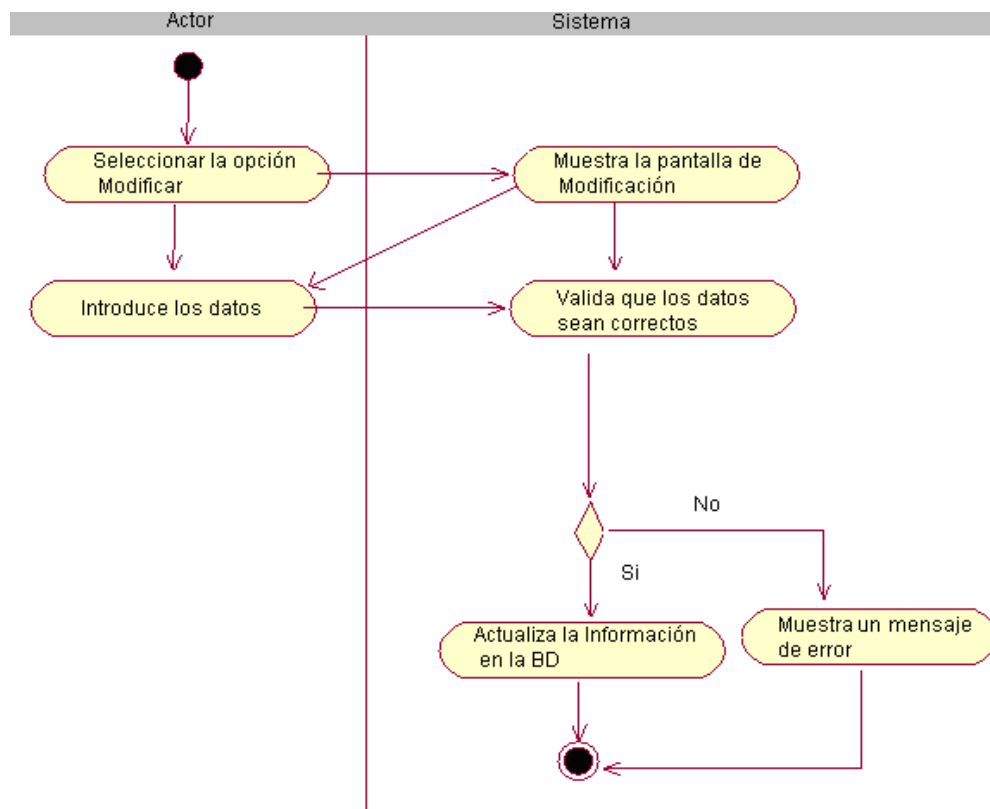 Actor
Sistema
Seleccionar la opción
Modificar
Muestra la pantalla de
Modificación
Introduce los datos
Valida que los datos
sean correctos
No
Si
Actualiza la Información
en la BD
Muestra un mensaje
de error